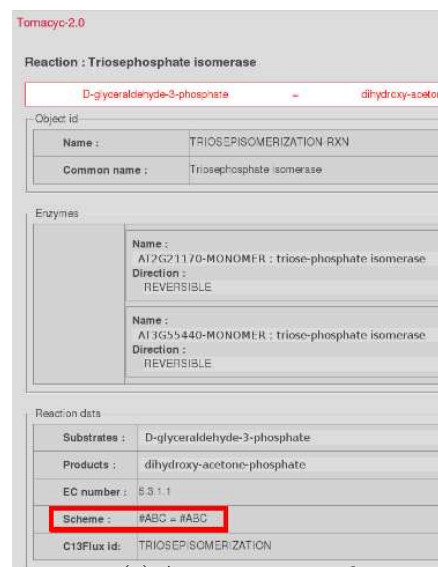 Tomacyc-2.0
Reaction : Triosephosphate isomerase
D-glyceraldehyde-3-phosphate = dihydroxy-aceton
Object id
Name : TRIOSEPISOMERIZATION-RXN
Common name : Triosephosphate isomerase
Enzymes
Name :
AT2G21170-MONOMER : triose-phosphate isomerase
Direction :
REVERSIBLE
Name :
AT3G55440-MONOMER : triose-phosphate isomerase
Direction :
REVERSIBLE
Reaction data
Substrates : D-glyceraldehyde-3-phosphate
Products : dihydroxy-acetone-phosphate
EC number : 5.3.1.1
Scheme : #ABC = #ABC
C13Flux id: TRIOSEPISOMERIZATION